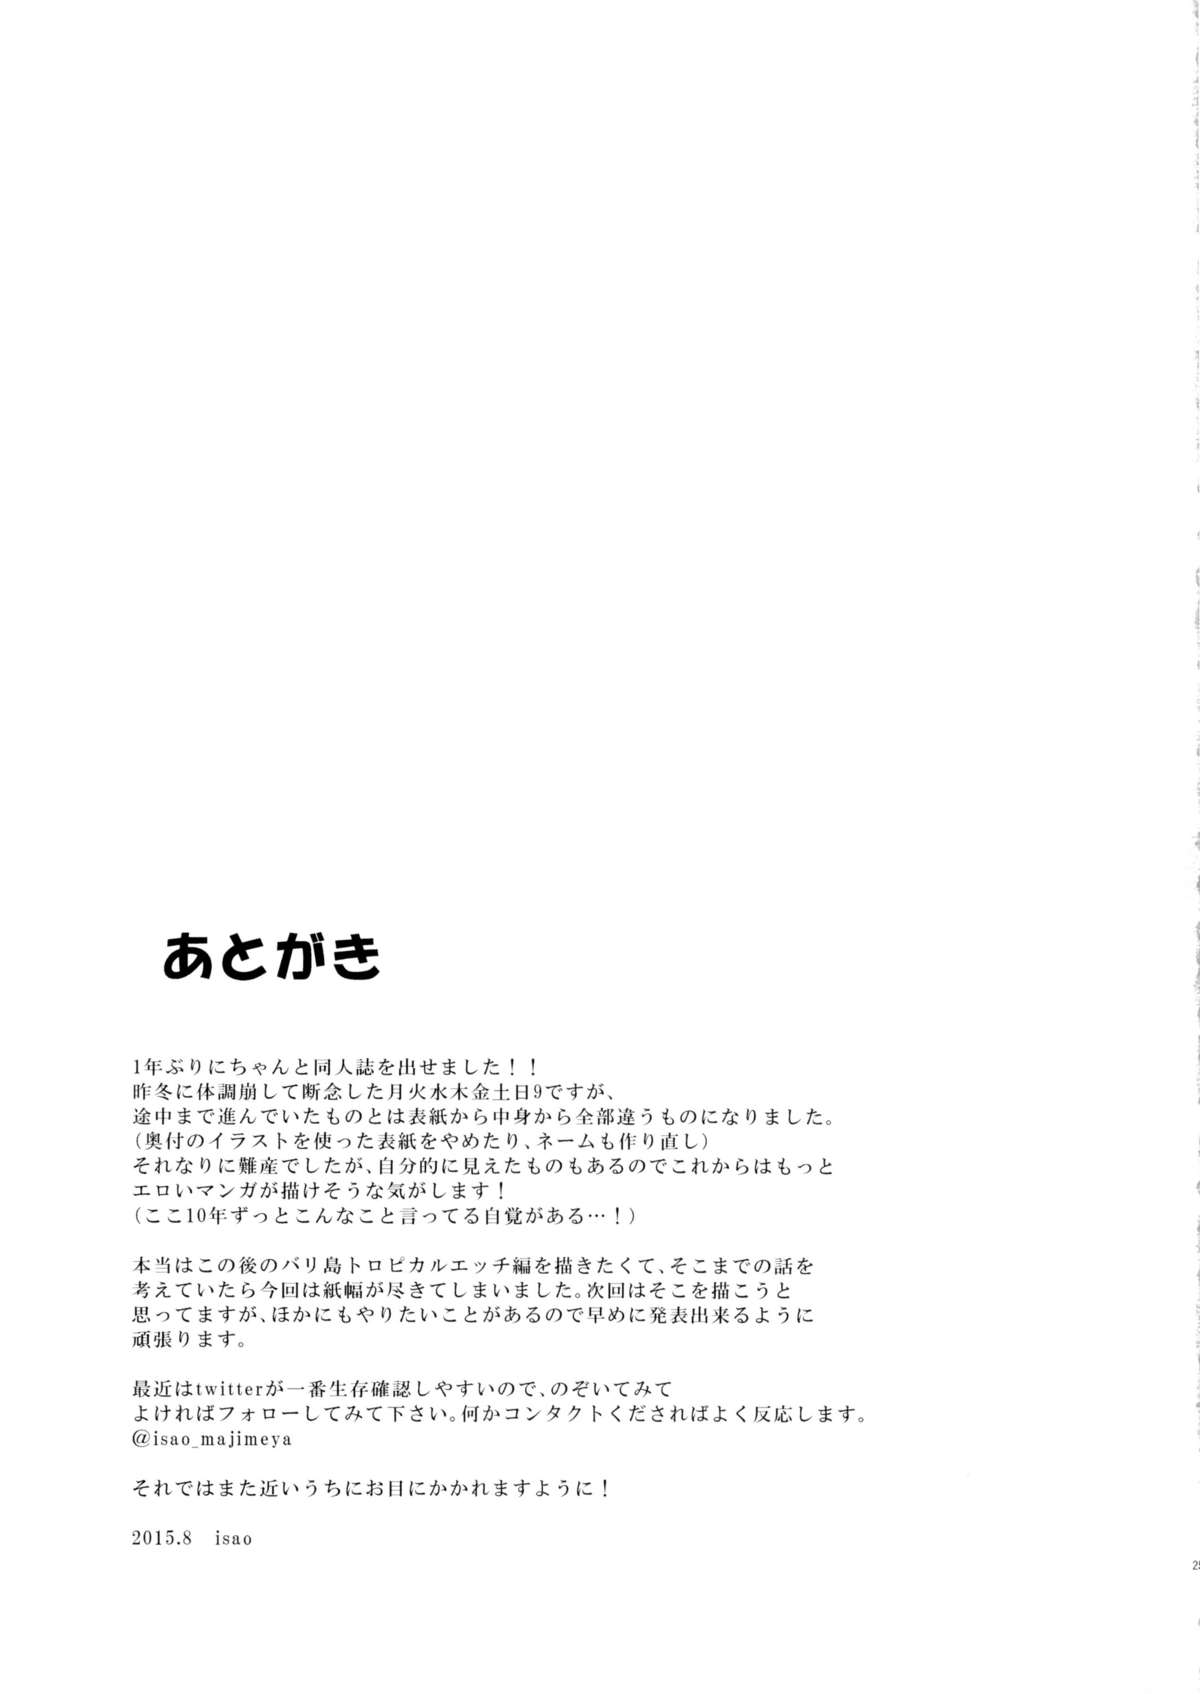 あとがき
1年ぶりにちゃんと同人誌を出せました！！
昨冬に体調崩して断念した月火水木金土日9ですが、
途中まで進んでいたものとは表紙から中身から全部違うものになりました。
（奥付のイラストを使った表紙をやめたり、ネームも作り直し）
それなりに難産でしたが、自分的に見えたものもあるのでこれからはもっと
エロいマンガが描けそうな気がします！
（ここ10年ずっとこんなこと言ってる自覚がある…！）
本当はこの後のバリ島トロピカルエッチ編を描きたくて、そこまでの話を
考えていたら今回は紙幅が尽きてしまいました。次回はそこを描こうと
思ってますが、ほかにもやりたいことがあるので早めに発表出来るように
頑張ります。
最近はtwitterが一番生存確認しやすいので、のぞいてみて
よければフォローしてみて下さい。何かコンタクトくださればよく反応します。
@isao_majimeya
それではまた近いうちにお目にかかれますように！
2015.8　isao